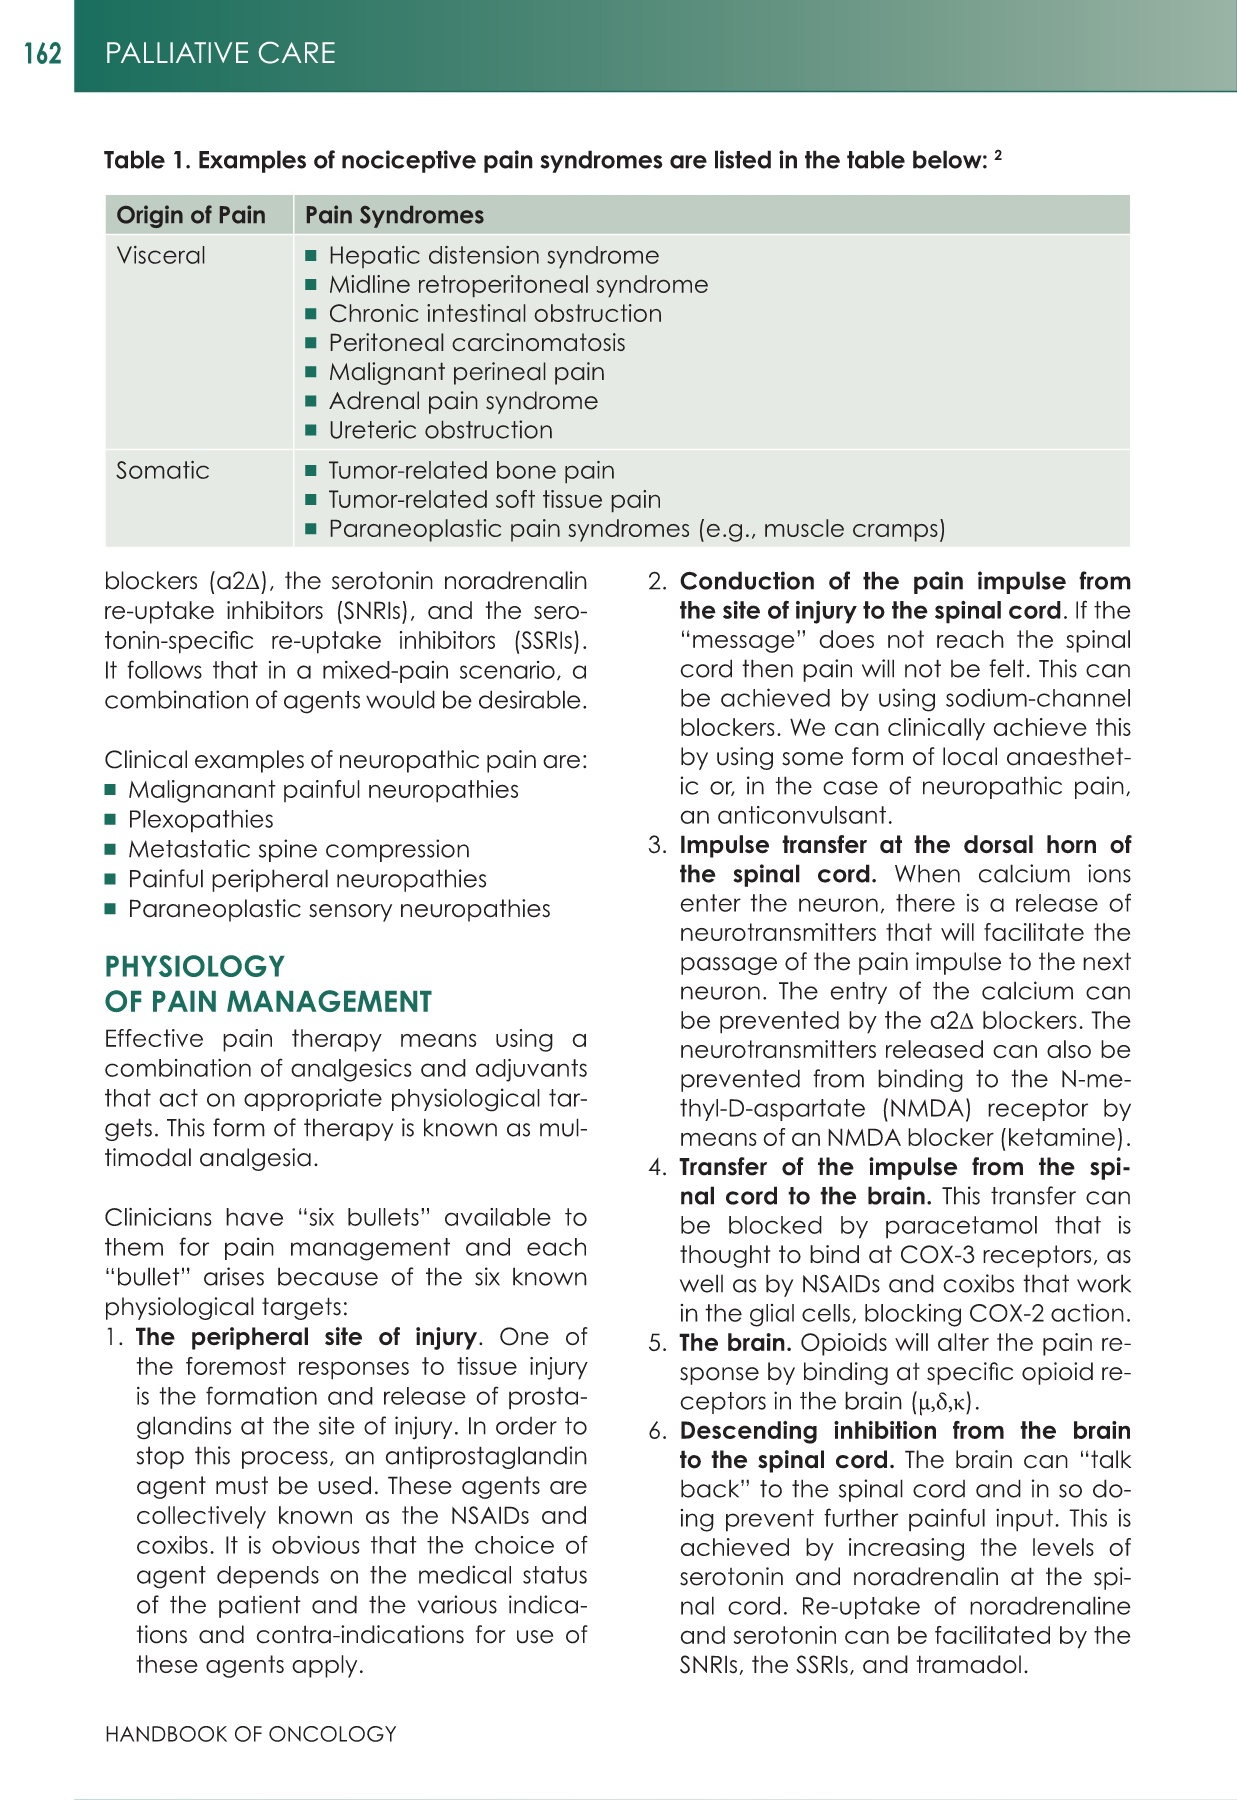 162
PALLIATIVE CARE
Table 1. Examples of nociceptive pain syndromes are listed in the table below: 2
Origin of Pain
Pain Syndromes
Visceral
■ Hepatic distension syndrome
■ Midline retroperitoneal syndrome
■ Chronic intestinal obstruction
■ Peritoneal carcinomatosis
■ Malignant perineal pain
■ Adrenal pain syndrome
■ Ureteric obstruction
Somatic
■ Tumor-related bone pain
■ Tumor-related soft tissue pain
■ Paraneoplastic pain syndromes (e.g., muscle cramps)
blockers (α2Δ), the serotonin noradrenalin
re-uptake inhibitors (SNRIs), and the sero-
tonin-specific re-uptake inhibitors (SSRIs).
It follows that in a mixed-pain scenario, a
combination of agents would be desirable.
Clinical examples of neuropathic pain are:
■ Malignanant painful neuropathies
■ Plexopathies
■ Metastatic spine compression
■ Painful peripheral neuropathies
■ Paraneoplastic sensory neuropathies
PHYSIOLOGY
OF PAIN MANAGEMENT
Effective pain therapy means using a
combination of analgesics and adjuvants
that act on appropriate physiological tar-
gets. This form of therapy is known as mul-
timodal analgesia.
Clinicians have “six bullets” available to
them for pain management and each
“bullet” arises because of the six known
physiological targets:
1. The peripheral site of injury. One of
the foremost responses to tissue injury
is the formation and release of prosta-
glandins at the site of injury. In order to
stop this process, an antiprostaglandin
agent must be used. These agents are
collectively known as the NSAIDs and
coxibs. It is obvious that the choice of
agent depends on the medical status
of the patient and the various indica-
tions and contra-indications for use of
these agents apply.
2. Conduction of the pain impulse from
the site of injury to the spinal cord. If the
“message” does not reach the spinal
cord then pain will not be felt. This can
be achieved by using sodium-channel
blockers. We can clinically achieve this
by using some form of local anaesthet-
ic or, in the case of neuropathic pain,
an anticonvulsant.
3. Impulse transfer at the dorsal horn of
the spinal cord. When calcium ions
enter the neuron, there is a release of
neurotransmitters that will facilitate the
passage of the pain impulse to the next
neuron. The entry of the calcium can
be prevented by the α2Δ blockers. The
neurotransmitters released can also be
prevented from binding to the N-me-
thyl-D-aspartate (NMDA) receptor by
means of an NMDA blocker (ketamine).
4. Transfer of the impulse from the spi-
nal cord to the brain. This transfer can
be blocked by paracetamol that is
thought to bind at COX-3 receptors, as
well as by NSAIDs and coxibs that work
in the glial cells, blocking COX-2 action.
5. The brain. Opioids will alter the pain re-
sponse by binding at specific opioid re-
ceptors in the brain (μ,δ,κ).
6. Descending inhibition from the brain
to the spinal cord. The brain can “talk
back” to the spinal cord and in so do-
ing prevent further painful input. This is
achieved by increasing the levels of
serotonin and noradrenalin at the spi-
nal cord. Re-uptake of noradrenaline
and serotonin can be facilitated by the
SNRIs, the SSRIs, and tramadol.
HANDBOOK OF ONCOLOGY